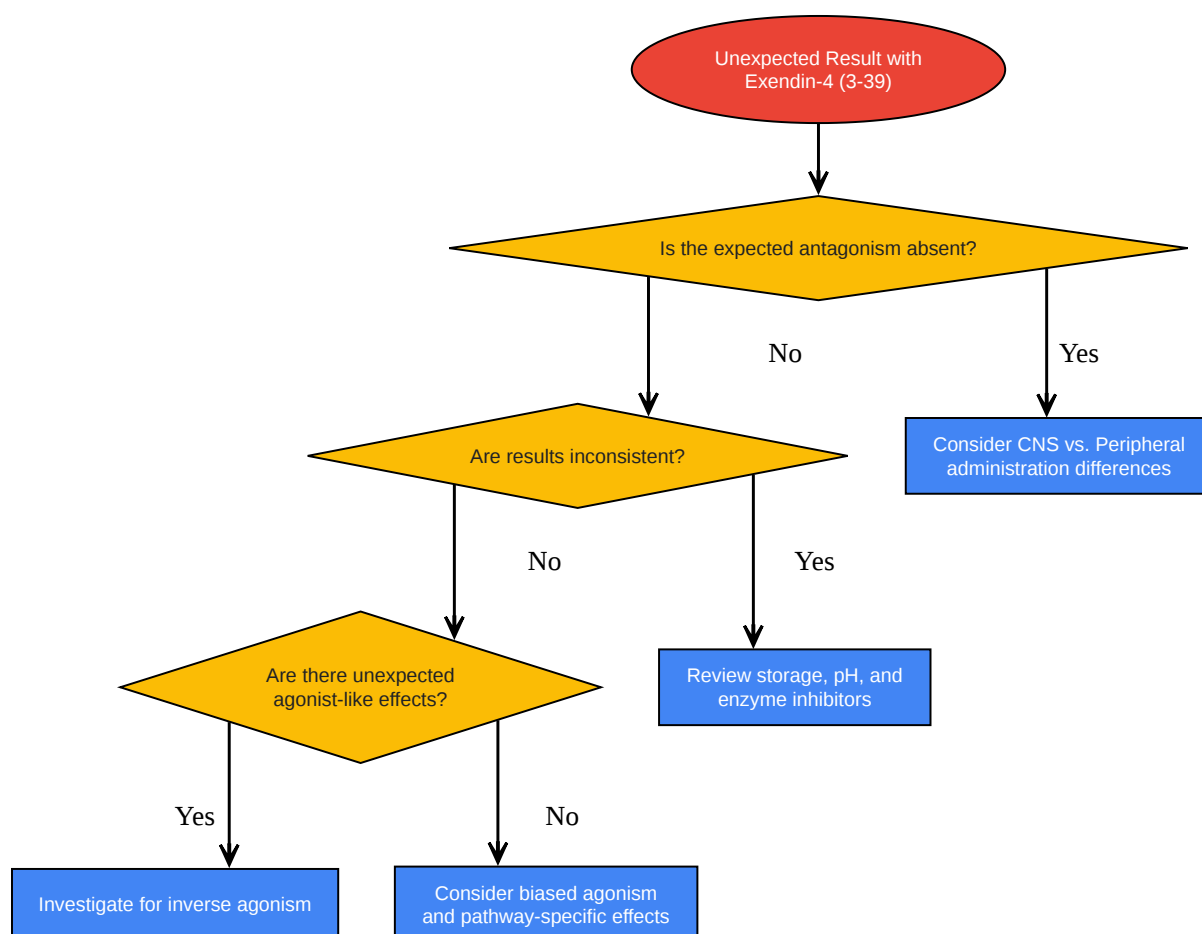 Unexpected Result with
Exendin-4 (3-39)
Is the expected antagonism absent?
No
Yes
Are results inconsistent?
Consider CNS vs. Peripheral
administration differences
No
Yes
Are there unexpected
agonist-like effects?
Review storage, pH, and
enzyme inhibitors
Yes
No
Investigate for inverse agonism
Consider biased agonism
and pathway-specific effects